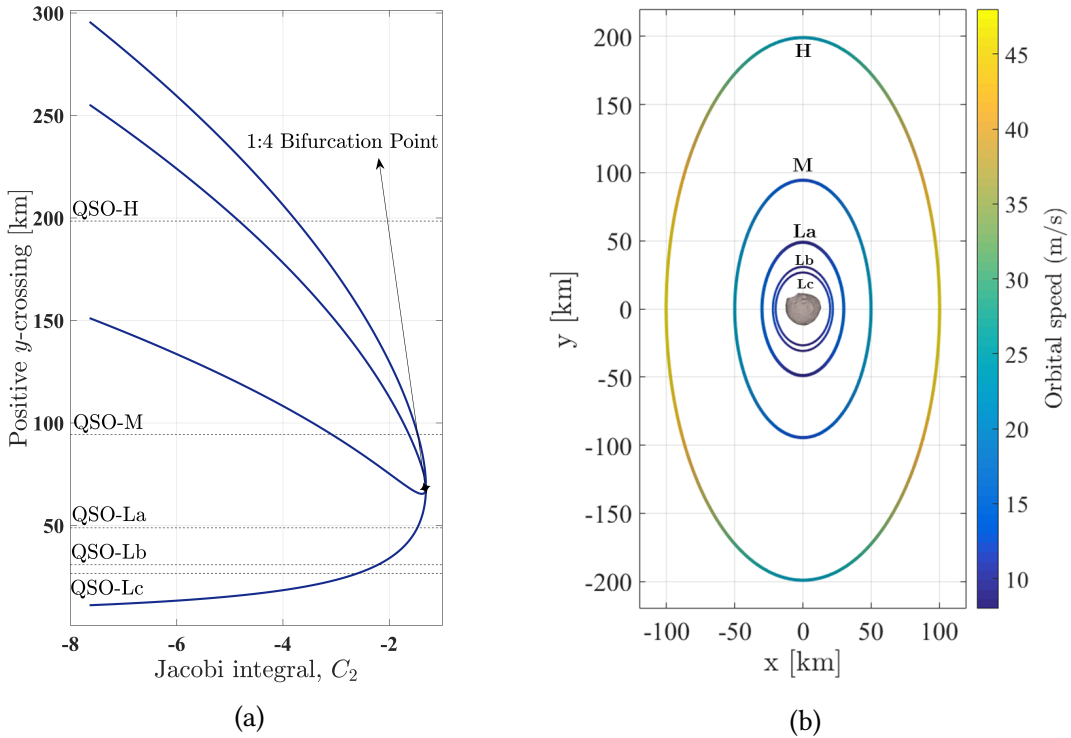 300
250
200
150
100
50
-8
-6
-4
-2
Positive y-crossing [km]
Jacobi integral, C₂
1:4 Bifurcation Point
QSO-H
QSO-M
QSO-La
QSO-Lb
QSO-Lc
(a)
200
150
100
50
0
-50
-100
-150
-200
-100
-50
0
50
100
y [km]
x [km]
H
M
La
Lb
Lc
45
40
35
30
25
20
15
10
Orbital speed (m/s)
(b)